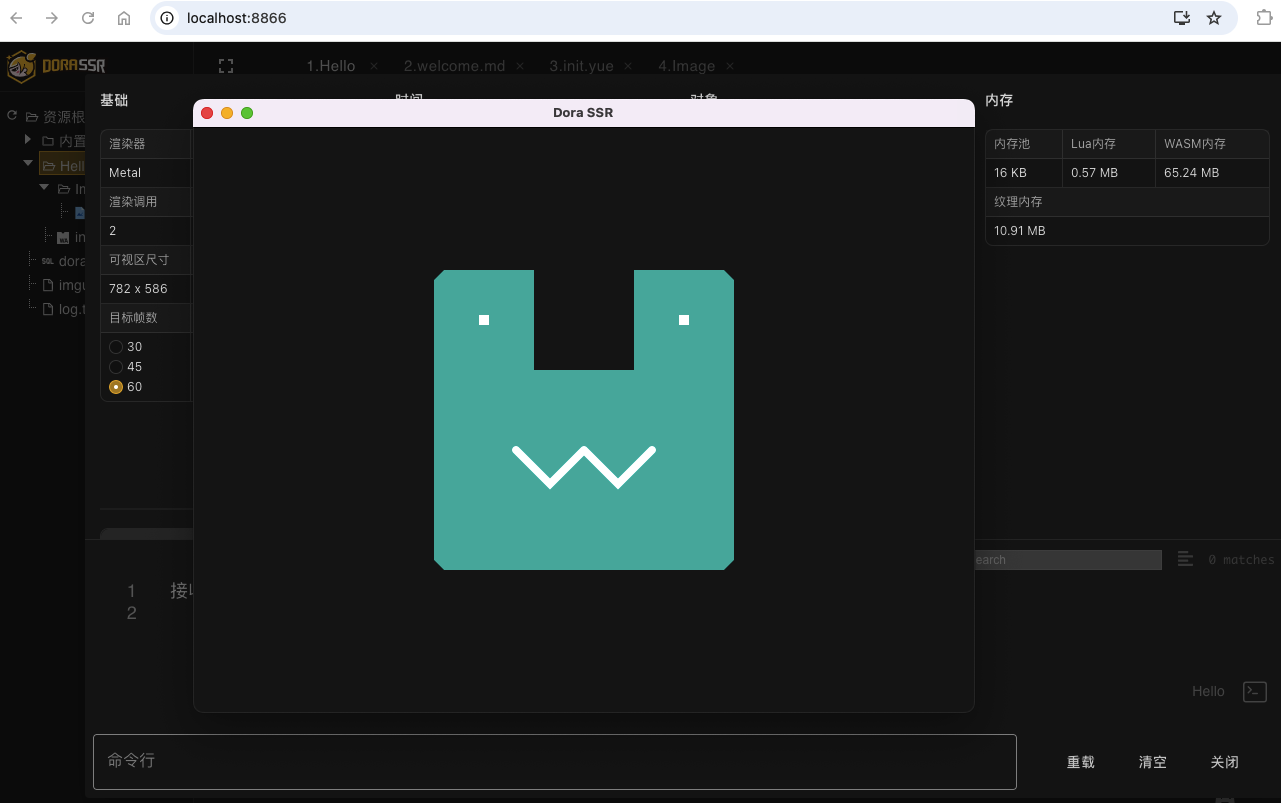 localhost:8866
DORASSR
1.Hello
2.welcome.md
3.init.yue
4.Image
基础
时间
对象
内存
Dora SSR
资源根
内置
Hell
In
in
dora
imgu
log.t
渲染器
Metal
渲染调用
2
可视区尺寸
782 x 586
目标帧数
30
45
60
内存池 Lua内存 WASM内存
16 KB 0.57 MB 65.24 MB
纹理内存
10.91 MB
earch
0 matches
1
2
Hello
命令行
重载 清空 关闭